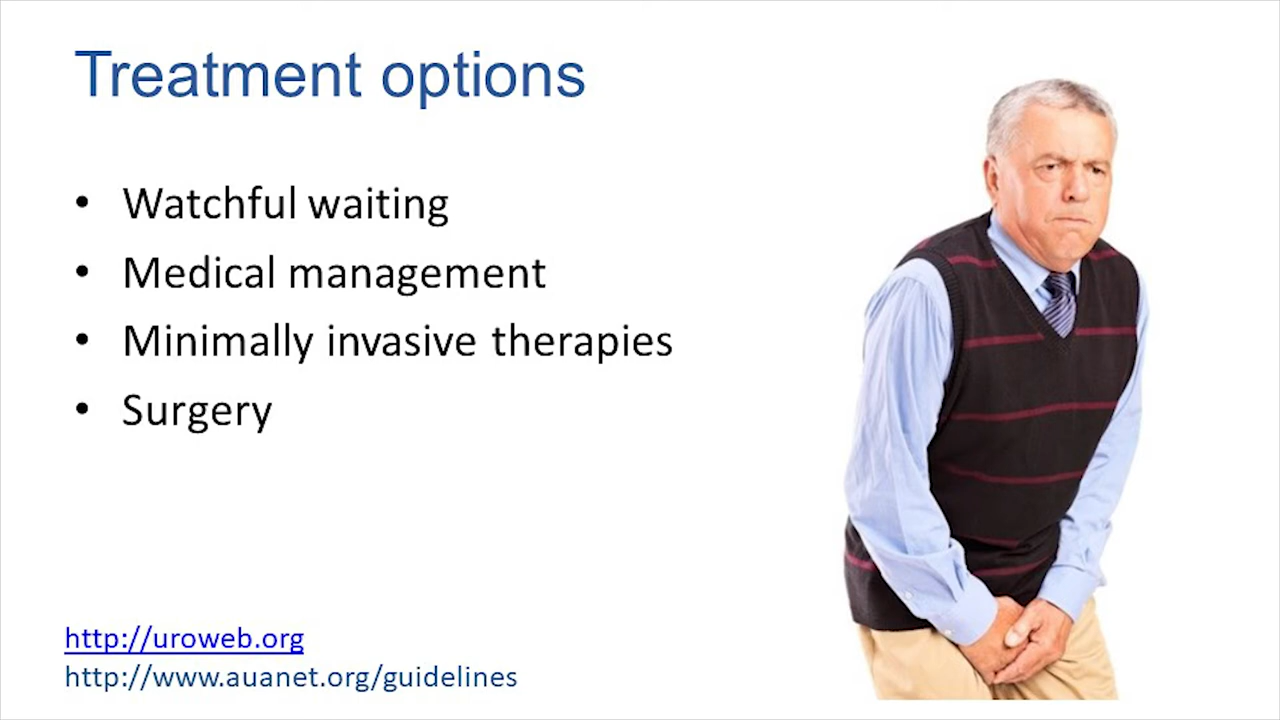 Treatment options
• Watchful waiting
• Medical management
• Minimally invasive therapies
• Surgery
http://uroweb.org
http://www.auanet.org/guidelines